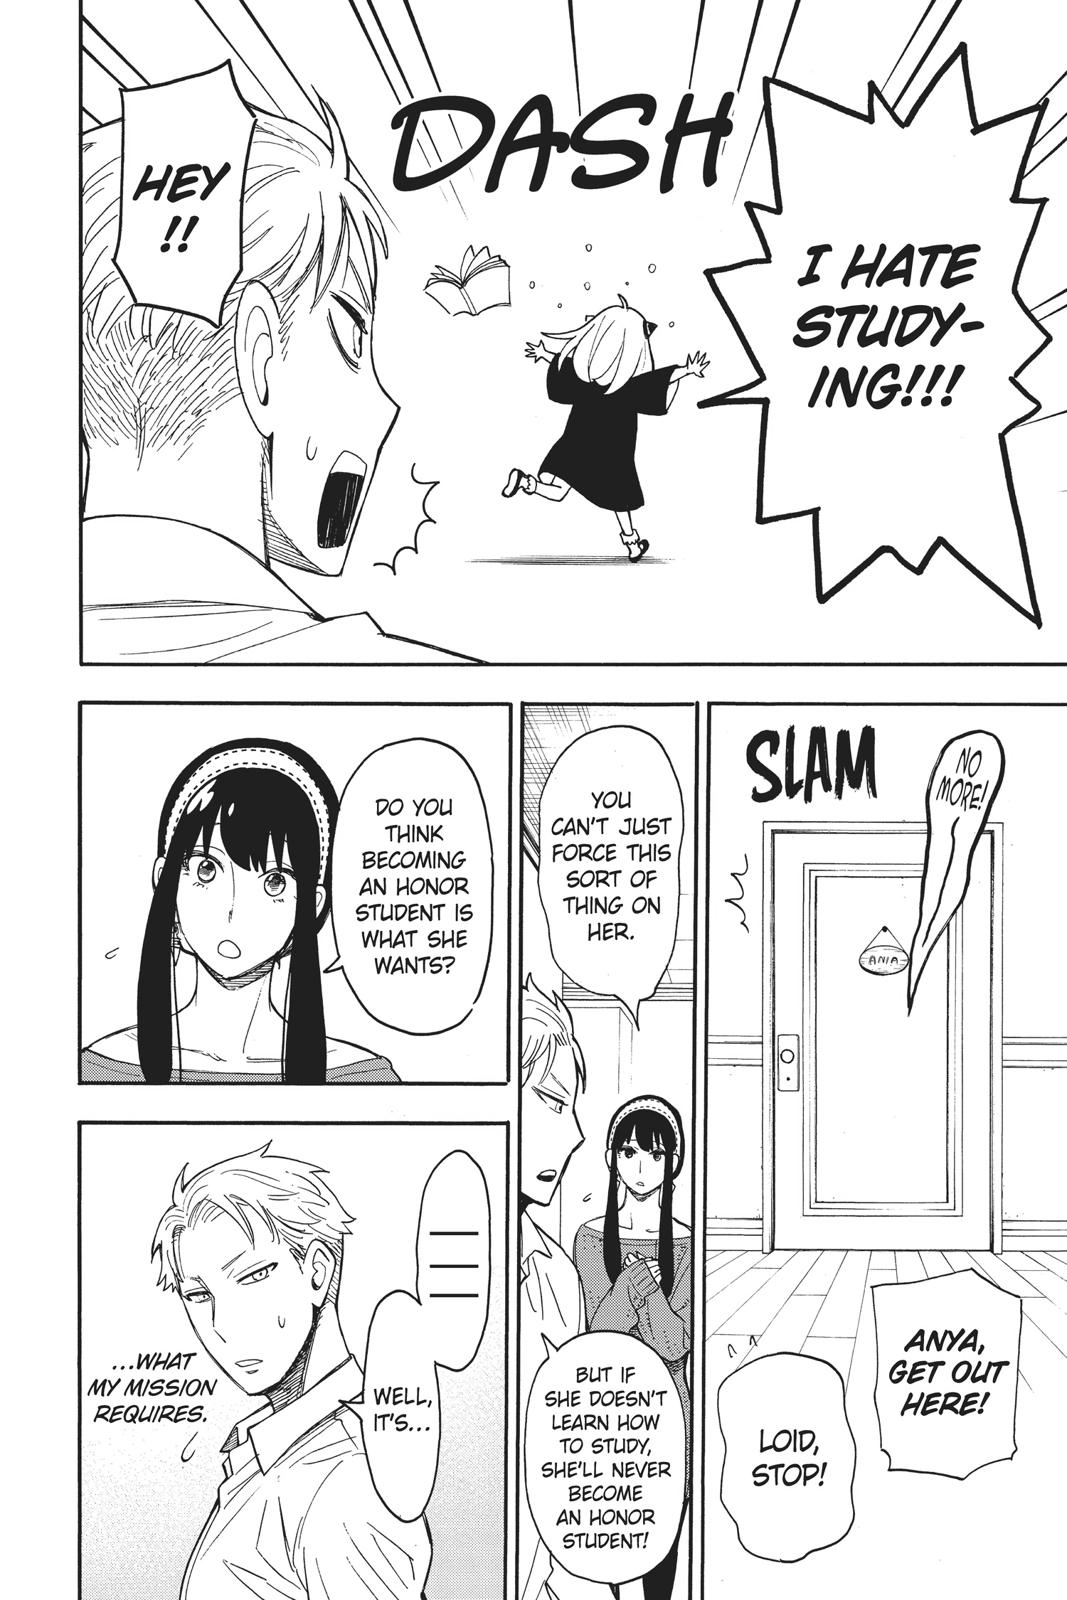 I HATE
STUDY-
ING!!!
DASH
HEY
!!
SLAM
NO
MORE!
ANIA
ANYA,
GET OUT
HERE!
LOID,
STOP!
YOU
CAN'T JUST
FORCE THIS
SORT OF
THING ON
HER.
BUT IF
SHE DOESN'T
LEARN HOW
TO STUDY,
SHE'LL NEVER
BECOME
AN HONOR
STUDENT!
DO YOU
THINK
BECOMING
AN HONOR
STUDENT IS
WHAT SHE
WANTS?
WELL,
IT'S...
...WHAT
MY MISSION
REQUIRES.